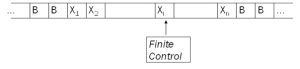 ... B B X₁ X₂ Xᵢ Xₙ B B ...
Finite
Control